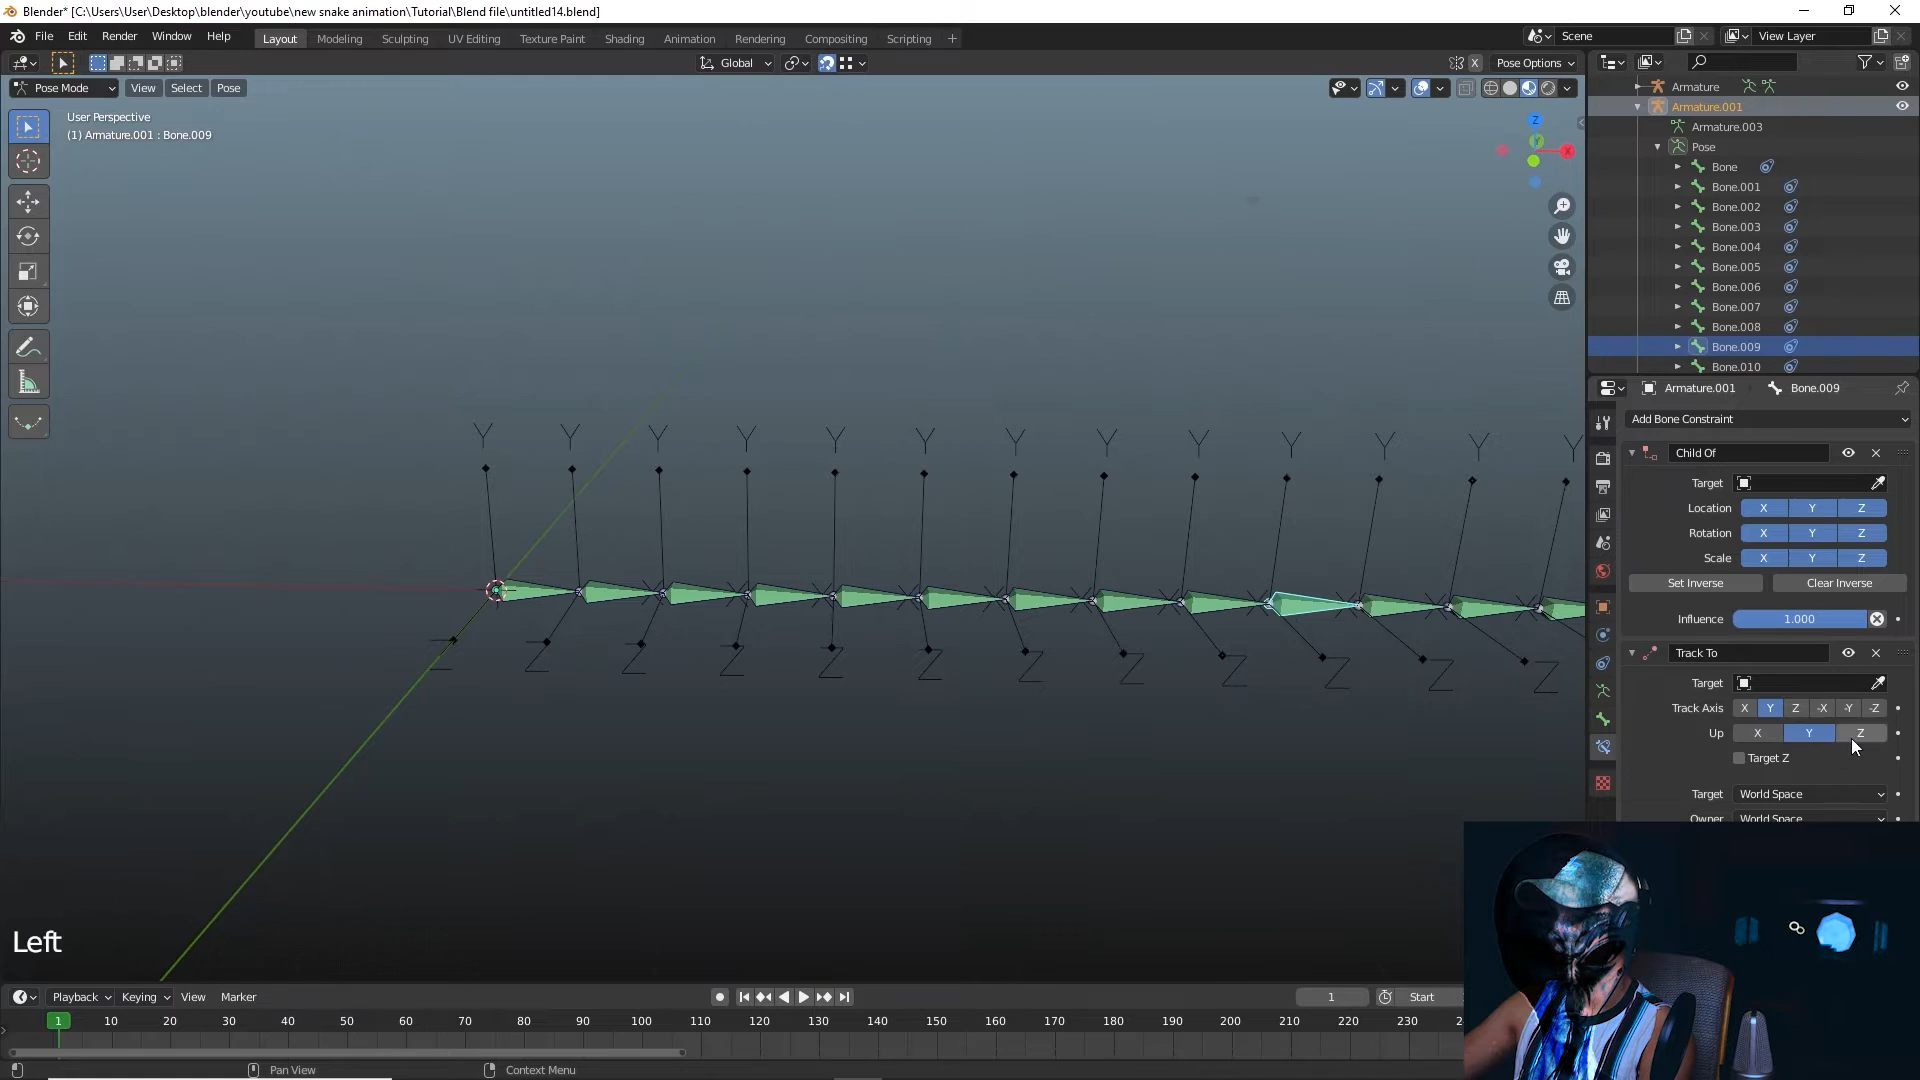 Blender* [C:\Users\User\Desktop\blender\youtube\new snake animation\Tutorial\Blend file\untitled14.blend]
File Edit Render Window Help Layout Modeling Sculpting UV Editing Texture Paint Shading Animation Rendering Compositing Scripting + Scene View Layer
Global X Pose Options
Pose Mode View Select Pose
User Perspective
(1) Armature.001 : Bone.009
Z
Y
X
Armature
Armature.001
Armature.003
Pose
Bone
Bone.001
Bone.002
Bone.003
Bone.004
Bone.005
Bone.006
Bone.007
Bone.008
Bone.009
Bone.010
Armature.001 Bone.009
Add Bone Constraint
Child Of
Target
Location X Y Z
Rotation X Y Z
Scale X Y Z
Set Inverse Clear Inverse
Influence 1.000
Track To
Target
Track Axis X Y Z -X -Y -Z
Up X Y Z
Target Z
Target World Space
Owner World Space
Y Y Y Y Y Y Y Y Y Y Y Y Y
Z Z Z Z Z Z Z Z Z Z Z Z
Left
Playback Keying View Marker 1 Start
1 10 20 30 40 50 60 70 80 90 100 110 120 130 140 150 160 170 180 190 200 210 220 230
Pan View Context Menu